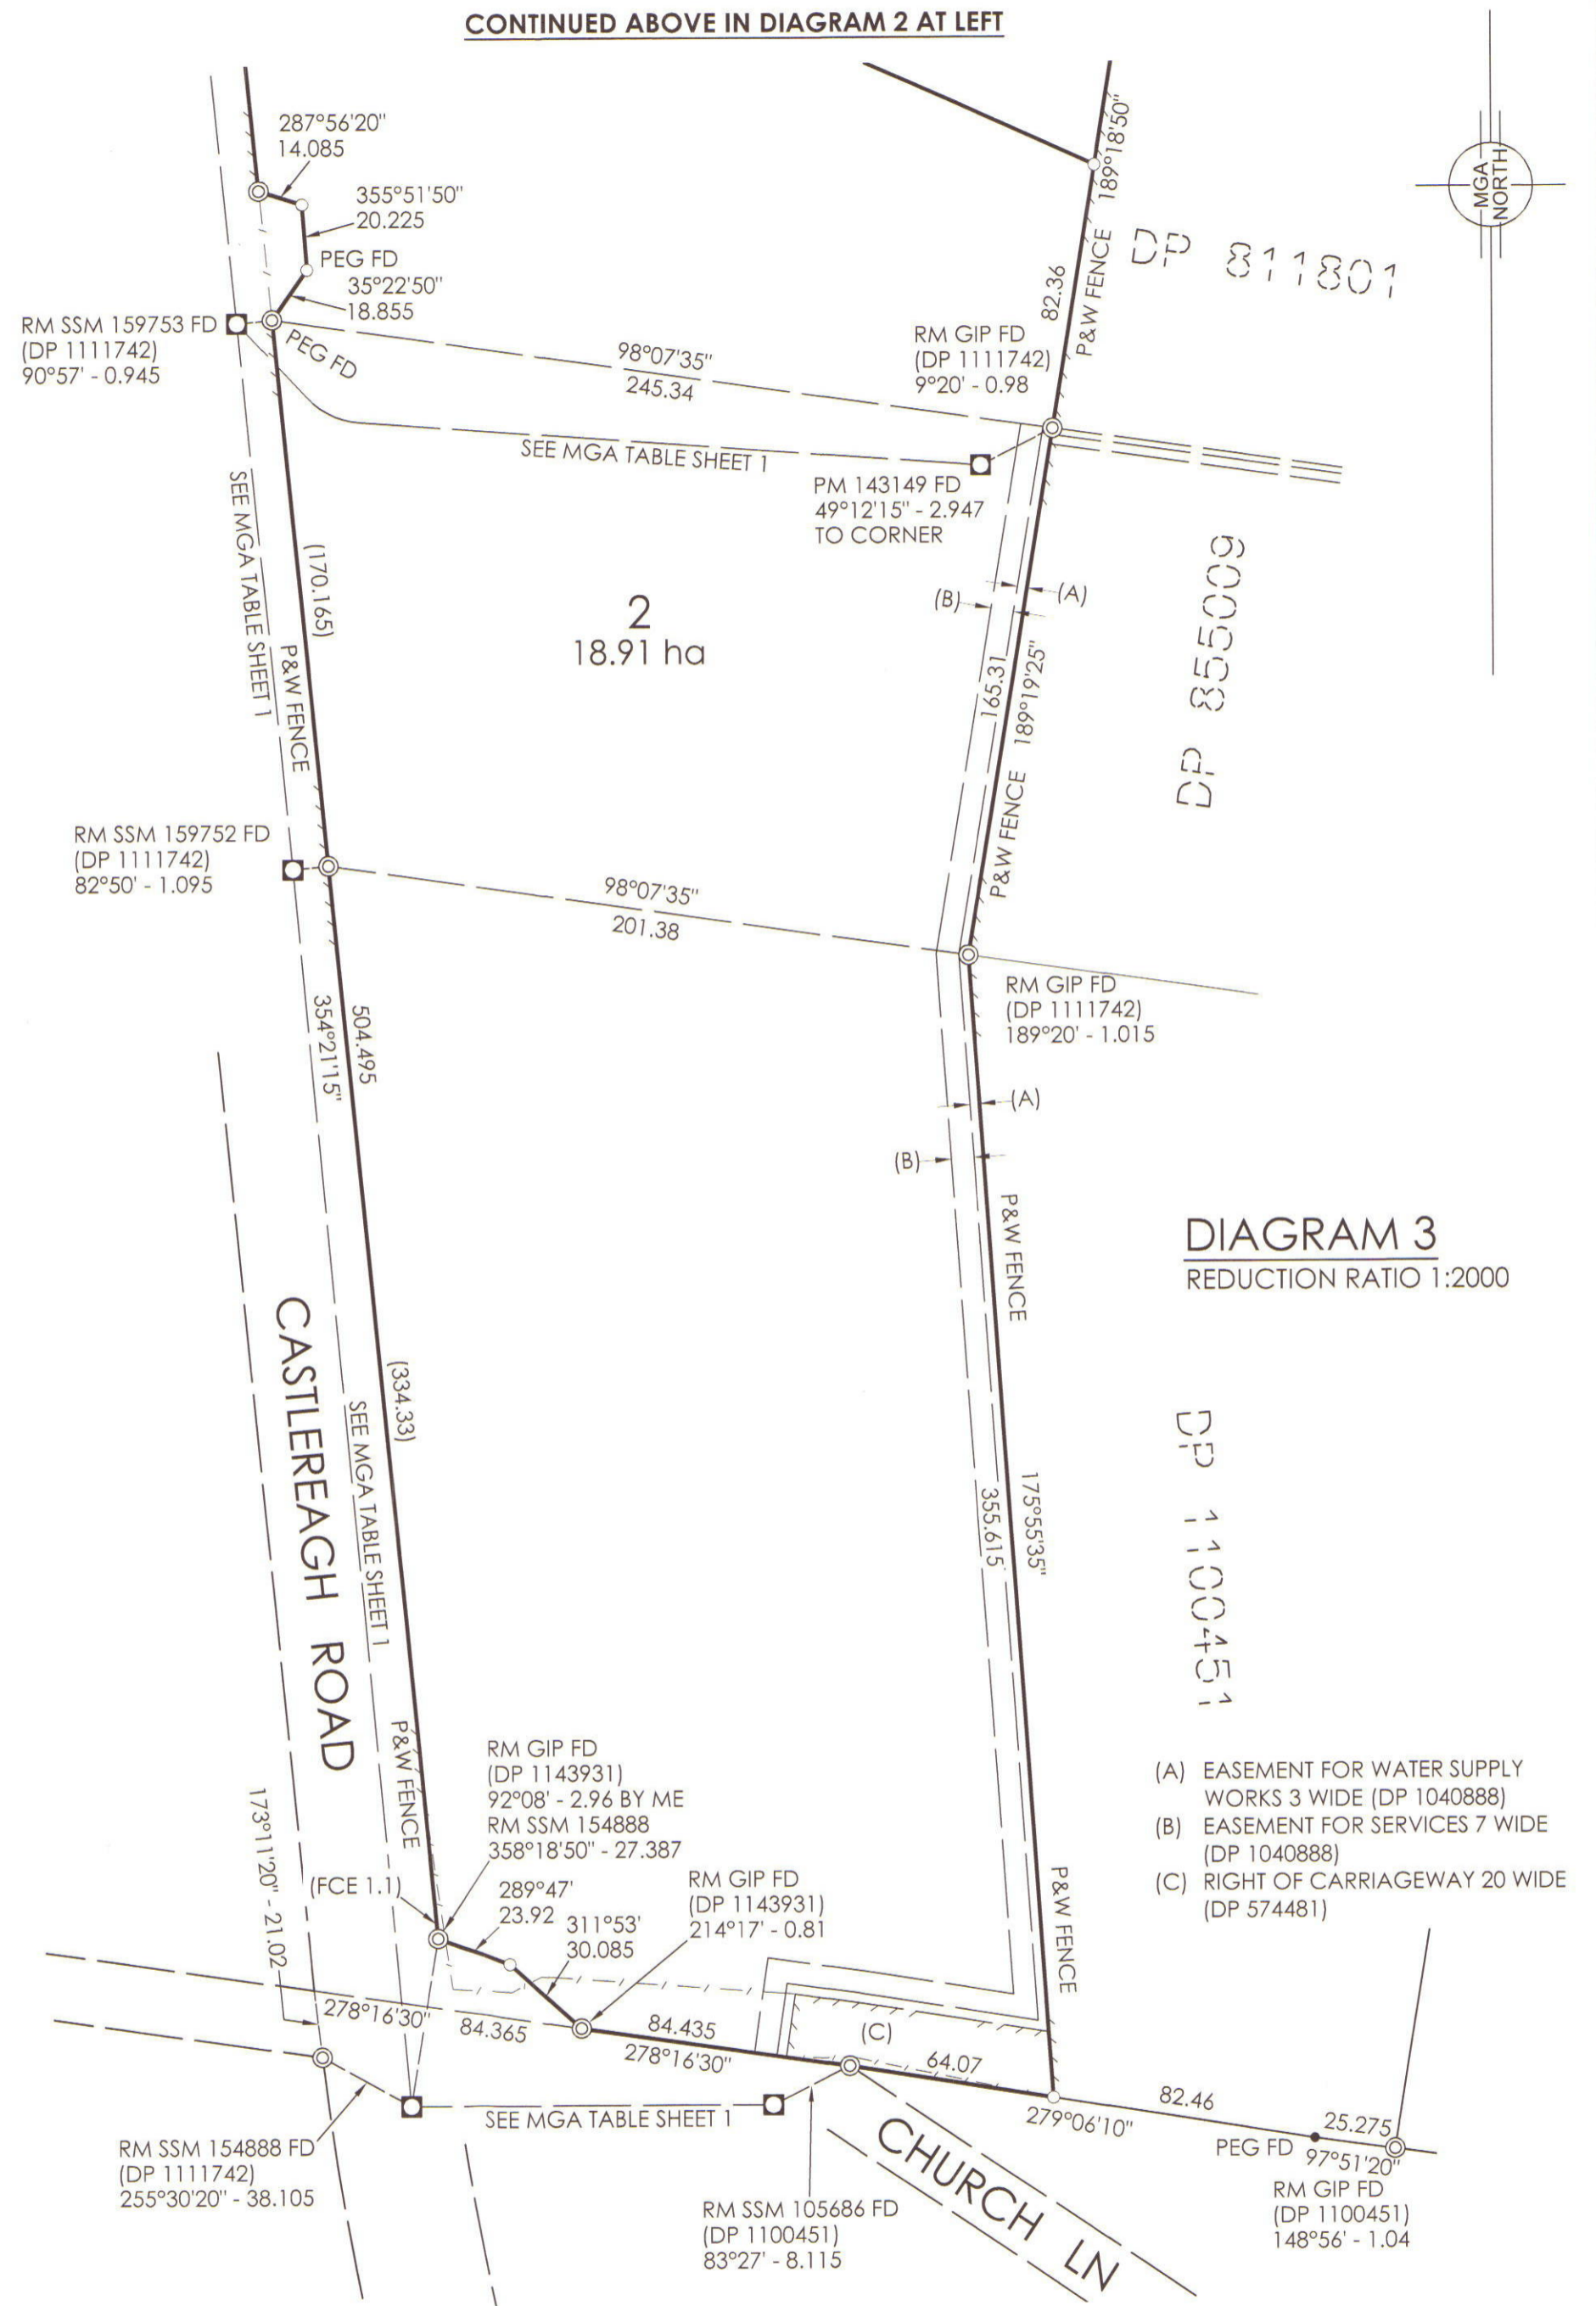 CONTINUED ABOVE IN DIAGRAM 2 AT LEFT
287°56'20"
14.085
355°51'50"
20.225
PEG FD
35°22'50"
18.855
RM SSM 159753 FD
(DP 1111742)
90°57' - 0.945
PEG FD
98°07'35"
245.34
SEE MGA TABLE SHEET 1
RM GIP FD
(DP 1111742)
9°20' - 0.98
82.36
P&W FENCE 189°18'50"
DP 811801
MGA
NORTH
PM 143149 FD
49°12'15" - 2.947
TO CORNER
SEE MGA TABLE SHEET 1
(170.165)
P&W FENCE
2
18.91 ha
(B)
(A)
165.31
P&W FENCE 189°19'25"
DP 855009
RM SSM 159752 FD
(DP 1111742)
82°50' - 1.095
98°07'35"
201.38
RM GIP FD
(DP 1111742)
189°20' - 1.015
354°21'15"
504.495
(A)
(B)
P&W FENCE
DIAGRAM 3
REDUCTION RATIO 1:2000
CASTLEREAGH ROAD
(334.33)
SEE MGA TABLE SHEET 1
P&W FENCE
355.615
175°55'35"
DP 1100451
P&W FENCE
(A) EASEMENT FOR WATER SUPPLY
WORKS 3 WIDE (DP 1040888)
(B) EASEMENT FOR SERVICES 7 WIDE
(DP 1040888)
(C) RIGHT OF CARRIAGEWAY 20 WIDE
(DP 574481)
RM GIP FD
(DP 1143931)
92°08' - 2.96 BY ME
RM SSM 154888
358°18'50" - 27.387
173°11'20" - 21.02
(FCE 1.1)
289°47'
23.92
311°53'
30.085
RM GIP FD
(DP 1143931)
214°17' - 0.81
278°16'30"
84.365
84.435
278°16'30"
(C)
64.07
279°06'10"
82.46
PEG FD
25.275
97°51'20"
RM GIP FD
(DP 1100451)
148°56' - 1.04
SEE MGA TABLE SHEET 1
RM SSM 154888 FD
(DP 1111742)
255°30'20" - 38.105
RM SSM 105686 FD
(DP 1100451)
83°27' - 8.115
CHURCH LN